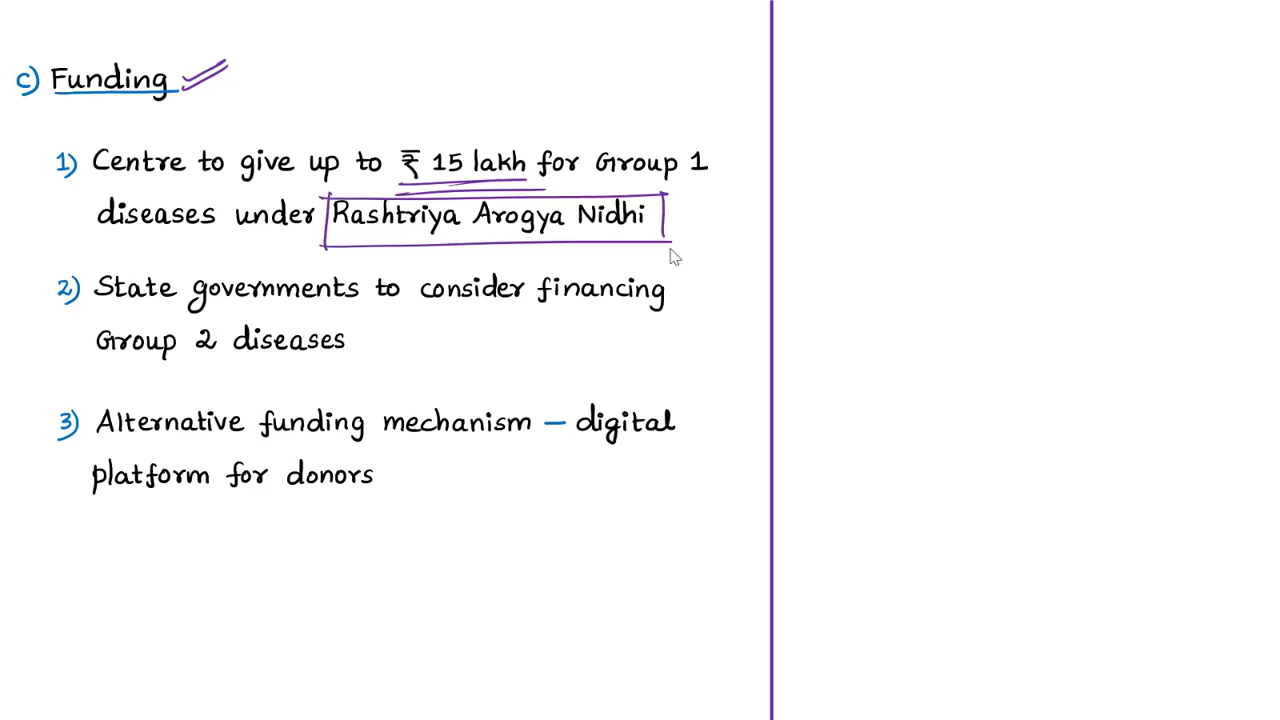 c) Funding
1) Centre to give up to ₹ 15 lakh for Group 1
diseases under Rashtriya Arogya Nidhi
2) State governments to consider financing
Group 2 diseases
3) Alternative funding mechanism – digital
platform for donors